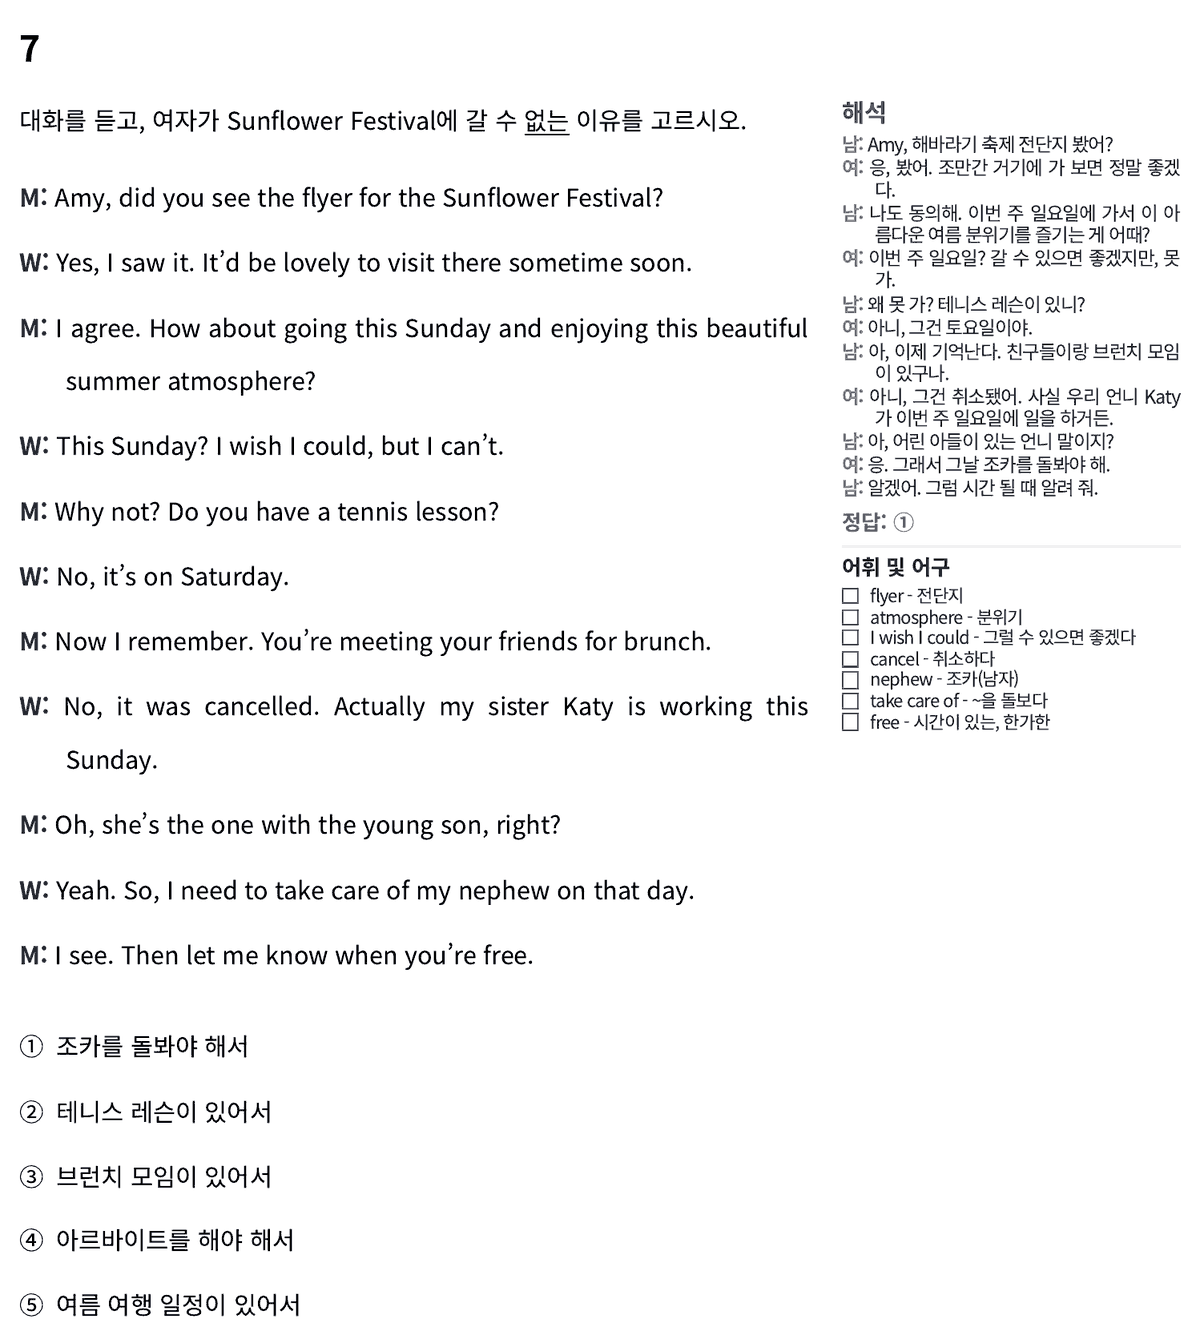 7
대화를 듣고, 여자가 Sunflower Festival에 갈 수 없는 이유를 고르시오.
M: Amy, did you see the flyer for the Sunflower Festival?
W: Yes, I saw it. It’d be lovely to visit there sometime soon.
M: I agree. How about going this Sunday and enjoying this beautiful
summer atmosphere?
W: This Sunday? I wish I could, but I can’t.
M: Why not? Do you have a tennis lesson?
W: No, it’s on Saturday.
M: Now I remember. You’re meeting your friends for brunch.
W: No, it was cancelled. Actually my sister Katy is working this
Sunday.
M: Oh, she’s the one with the young son, right?
W: Yeah. So, I need to take care of my nephew on that day.
M: I see. Then let me know when you’re free.
① 조카를 돌봐야 해서
② 테니스 레슨이 있어서
③ 브런치 모임이 있어서
④ 아르바이트를 해야 해서
⑤ 여름 여행 일정이 있어서
해석
남: Amy, 해바라기 축제 전단지 봤어?
여: 응, 봤어. 조만간 거기에 가 보면 정말 좋겠
다.
남: 나도 동의해. 이번 주 일요일에 가서 이 아
름다운 여름 분위기를 즐기는 게 어때?
여: 이번 주 일요일? 갈 수 있으면 좋겠지만, 못
가.
남: 왜 못 가? 테니스 레슨이 있니?
여: 아니, 그건 토요일이야.
남: 아, 이제 기억난다. 친구들이랑 브런치 모임
이 있구나.
여: 아니, 그건 취소됐어. 사실 우리 언니 Katy
가 이번 주 일요일에 일을 하거든.
남: 아, 어린 아들이 있는 언니 말이지?
여: 응. 그래서 그날 조카를 돌봐야 해.
남: 알겠어. 그럼 시간 될 때 알려 줘.
정답: ①
어휘 및 어구
□ flyer - 전단지
□ atmosphere - 분위기
□ I wish I could - 그럴 수 있으면 좋겠다
□ cancel - 취소하다
□ nephew - 조카(남자)
□ take care of - ~을 돌보다
□ free - 시간이 있는, 한가한